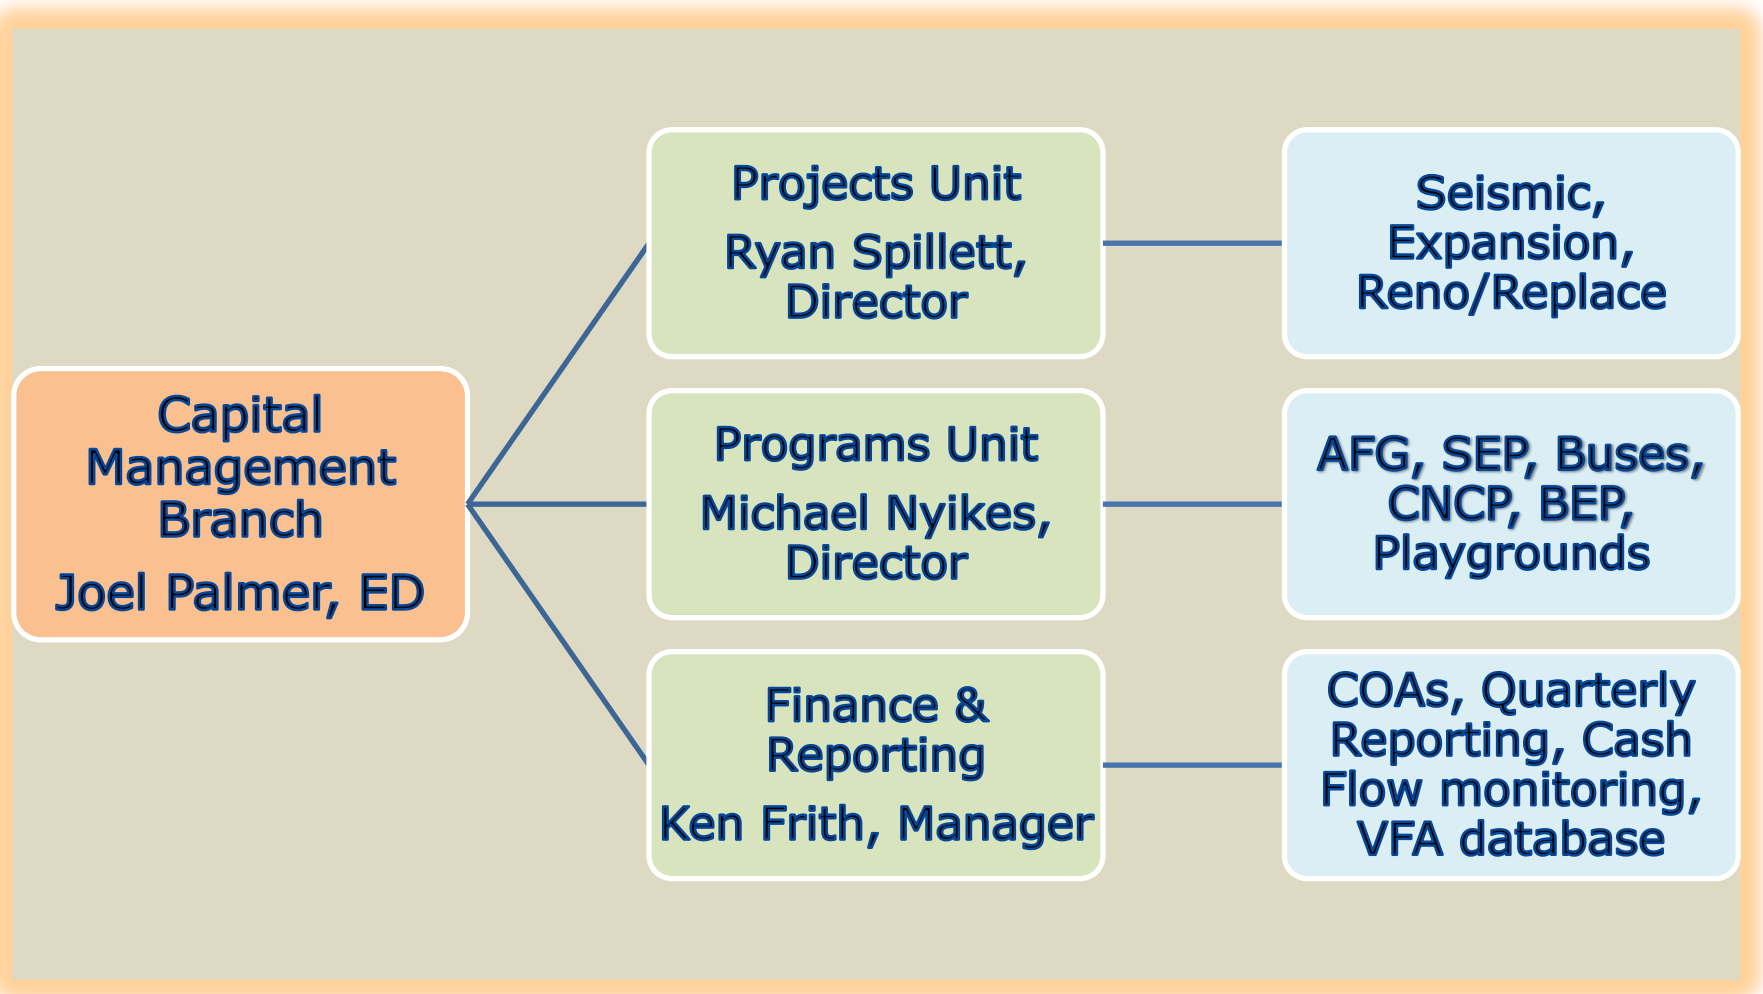 Capital
Management
Branch
Joel Palmer, ED
Projects Unit
Ryan Spillett,
Director
Seismic,
Expansion,
Reno/Replace
Programs Unit
Michael Nyikes,
Director
AFG, SEP, Buses,
CNCP, BEP,
Playgrounds
Finance &
Reporting
Ken Frith, Manager
COAs, Quarterly
Reporting, Cash
Flow monitoring,
VFA database